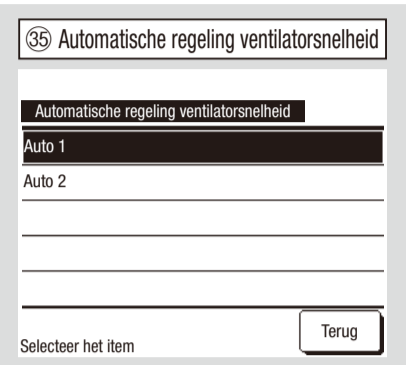 ㉟ Automatische regeling ventilatorsnelheid
Automatische regeling ventilatorsnelheid
Auto 1
Auto 2
Selecteer het item
Terug